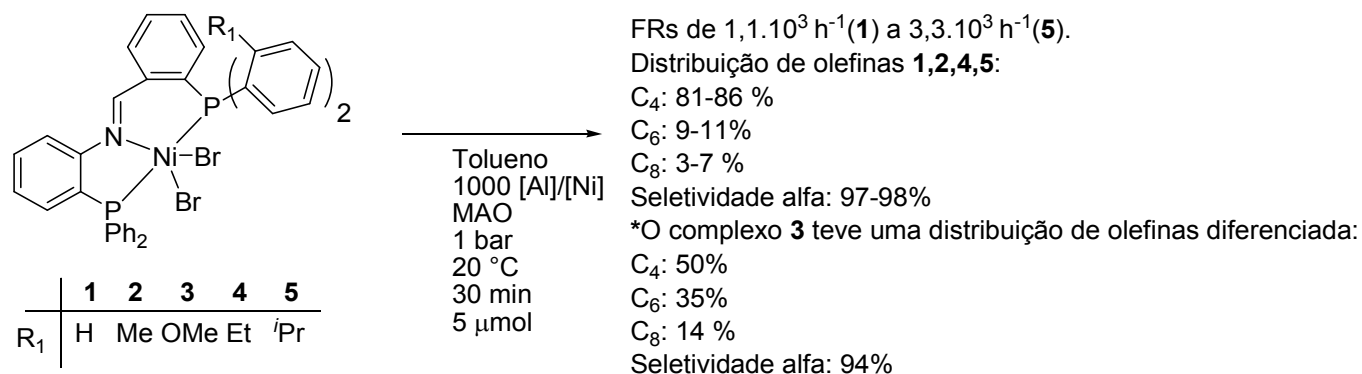 R1
P
2
N
Ni
Br
Br
P
Ph2
1 2 3 4 5
R1 H Me OMe Et iPr
Tolueno
1000 [Al]/[Ni]
MAO
1 bar
20 °C
30 min
5 μmol
FRs de 1,1.10³ h⁻¹(1) a 3,3.10³ h⁻¹(5).
Distribuição de olefinas 1,2,4,5:
C4: 81-86 %
C6: 9-11%
C8: 3-7 %
Seletividade alfa: 97-98%
*O complexo 3 teve uma distribuição de olefinas diferenciada:
C4: 50%
C6: 35%
C8: 14 %
Seletividade alfa: 94%